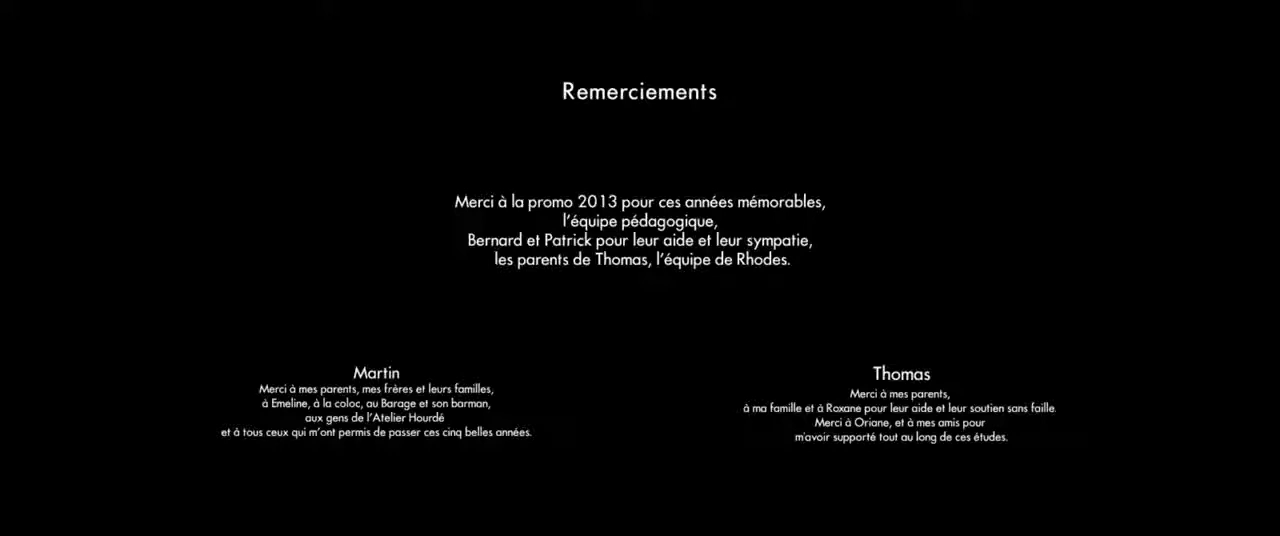 Remerciements
Merci à la promo 2013 pour ces années mémorables,
l'équipe pédagogique,
Bernard et Patrick pour leur aide et leur sympatie,
les parents de Thomas, l'équipe de Rhodes.
Martin
Merci à mes parents, mes frères et leurs familles,
à Emeline, à la coloc, au Barage et son barman,
aux gens de l'Atelier Hourdé
et à tous ceux qui m'ont permis de passer ces cinq belles années.
Thomas
Merci à mes parents,
à ma famille et à Roxane pour leur aide et leur soutien sans faille.
Merci à Oriane, et à mes amis pour
m'avoir supporté tout au long de ces études.